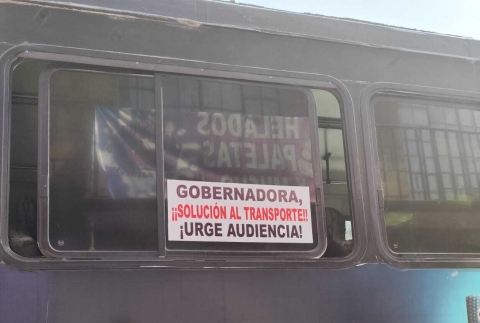 HELADOS
PALETAS
GOBERNADORA,
¡¡SOLUCIÓN AL TRANSPORTE!!
¡URGE AUDIENCIA!